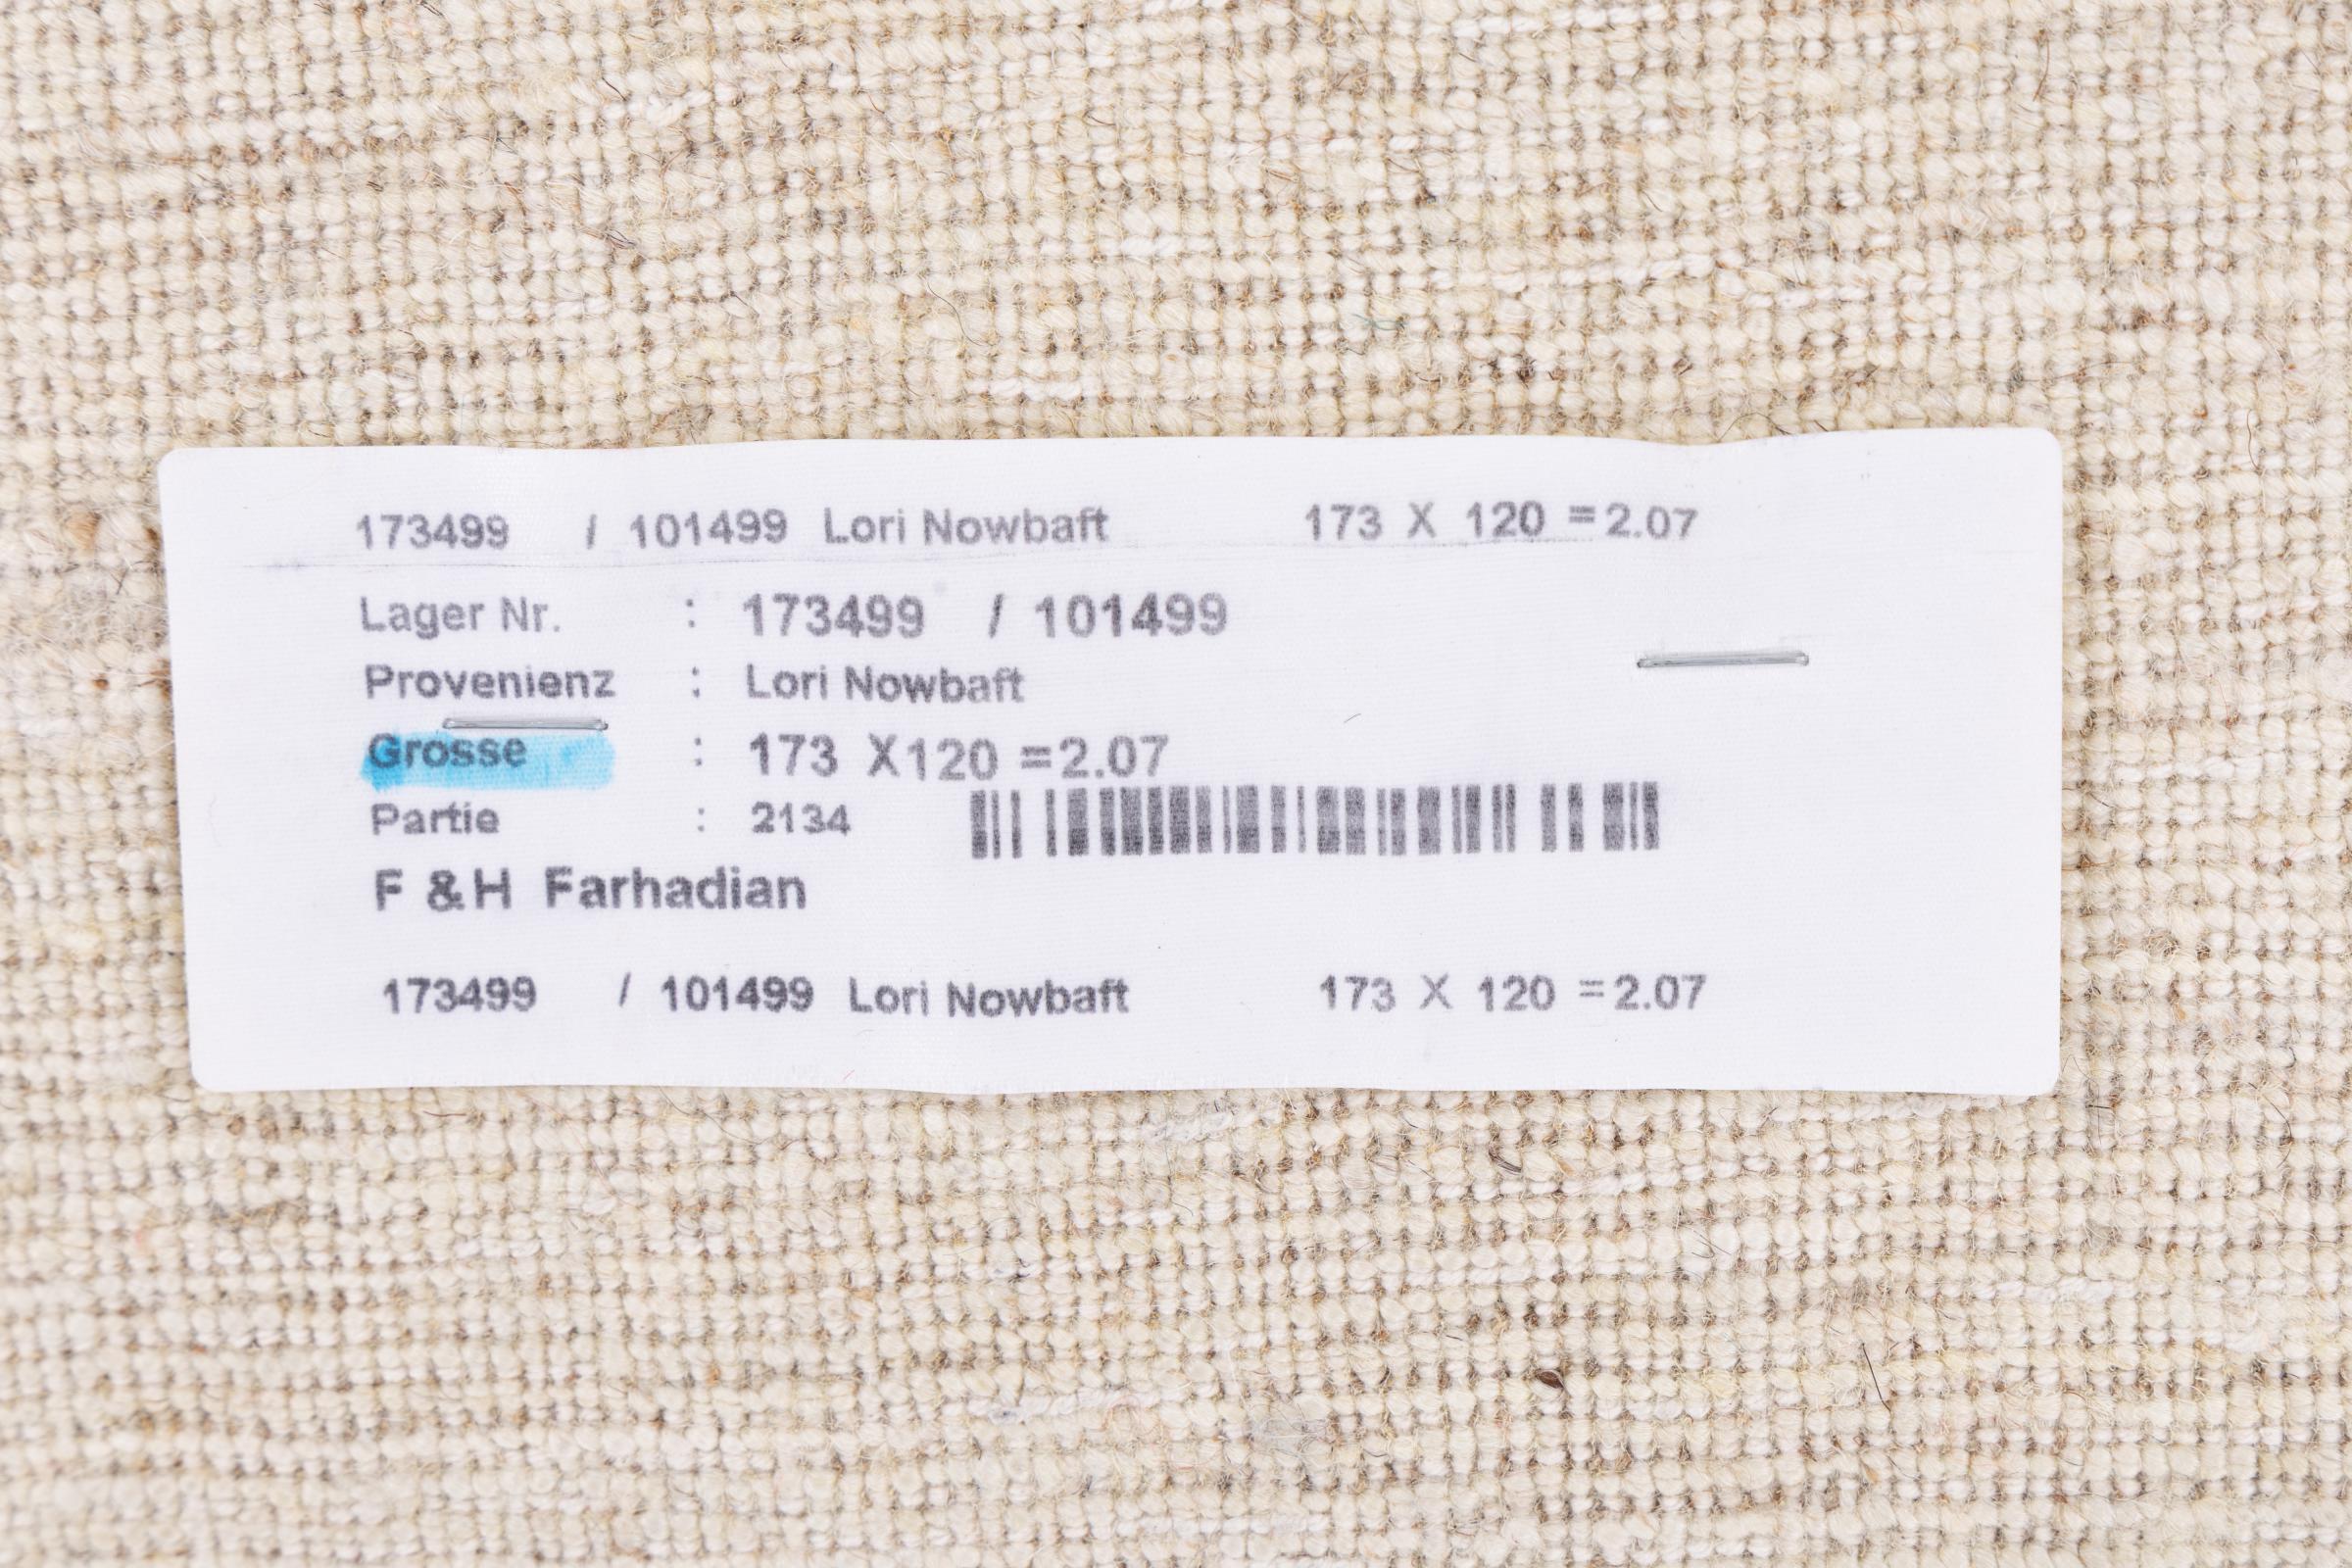 173499 / 101499 Lori Nowbaft 173 X 120 =2.07
Lager Nr. : 173499 / 101499
Provenienz : Lori Nowbaft
Grosse : 173 X120 =2.07
Partie : 2134
F &H Farhadian
173499 / 101499 Lori Nowbaft 173 X 120 =2.07